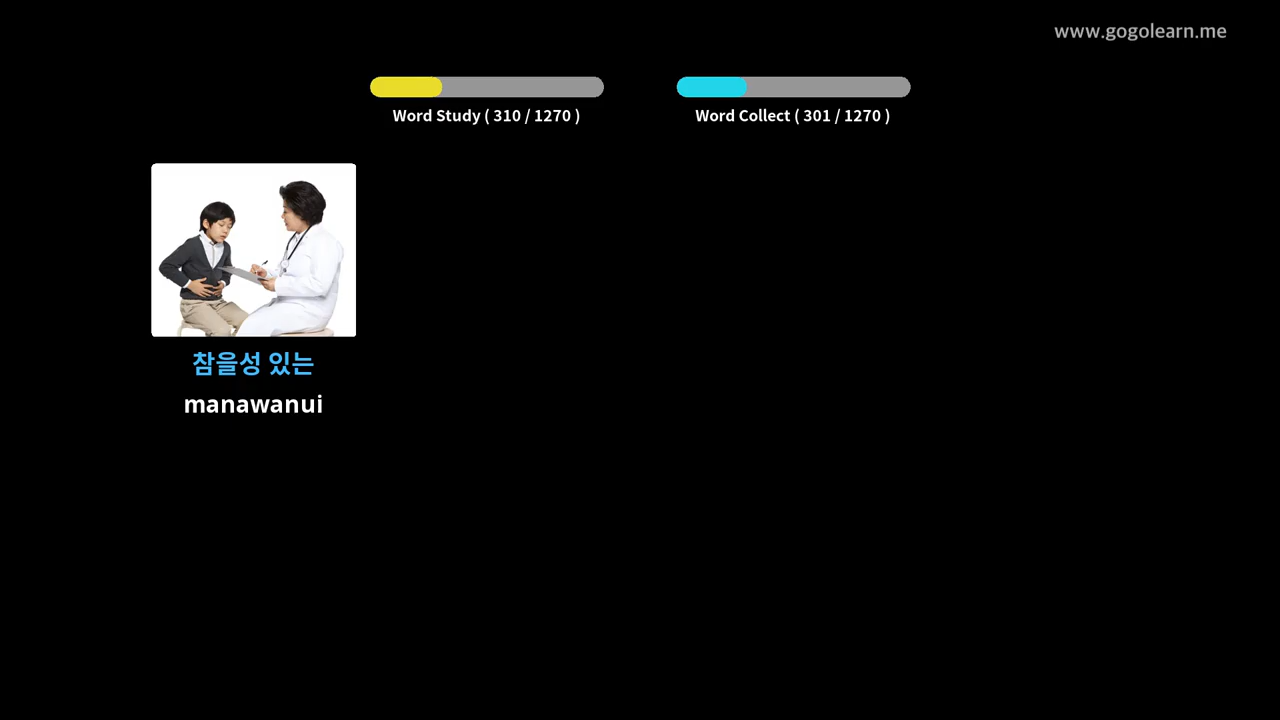 www.gogolearn.me
Word Study ( 310 / 1270 )
Word Collect ( 301 / 1270 )
참을성 있는
manawanui